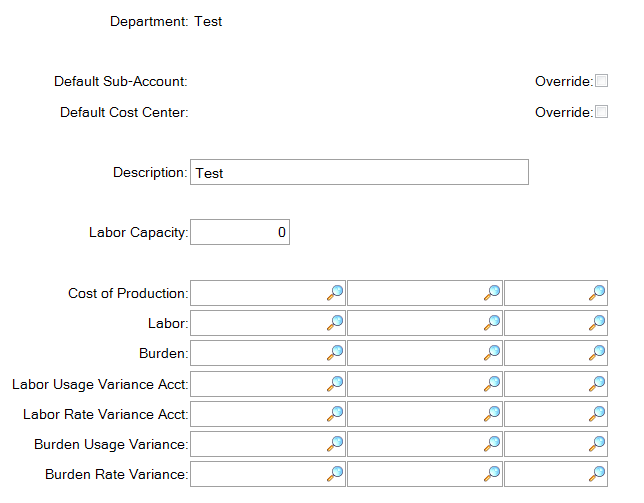 Department: Test
Default Sub-Account: Override:
Default Cost Center: Override:
Description: Test
Labor Capacity: 0
Cost of Production:
Labor:
Burden:
Labor Usage Variance Acct:
Labor Rate Variance Acct:
Burden Usage Variance:
Burden Rate Variance: